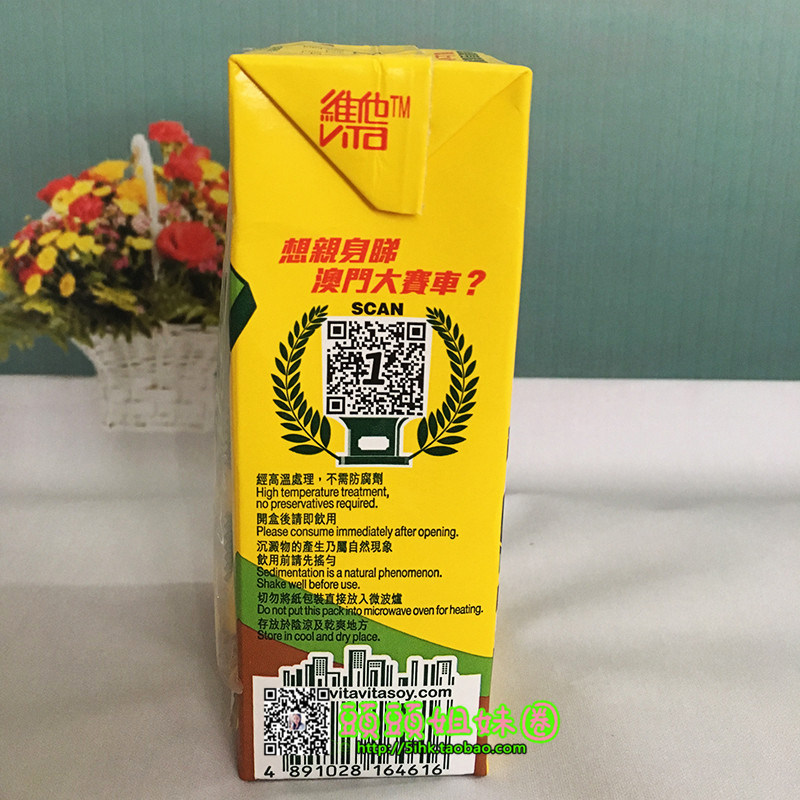 維他™
VITA
想親身睇
澳門大賽車？
SCAN
1
經高溫處理，不需防腐劑
High temperature treatment,
no preservatives required.
開盒後請即飲用
Please consume immediately after opening.
沉澱物的產生乃屬自然現象
飲用前請先搖勻
Sedimentation is a natural phenomenon.
Shake well before use.
切勿將紙包裝直接放入微波爐
Do not put this pack into microwave oven for heating.
存放於陰涼及乾爽地方
Store in cool and dry place.
vitavitasoy.com
頭頭姐妹圈
http://5ihk.taobao.com
4 891028 164616